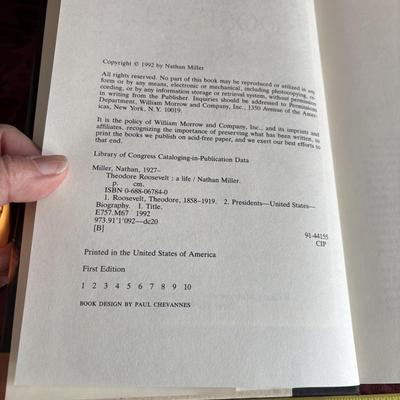 Copyright © 1992 by Nathan Miller
All rights reserved. No part of this book may be reproduced or utilized in any
form or by any means, electronic or mechanical, including photocopying, re-
cording, or by any information storage or retrieval system, without permission
in writing from the Publisher. Inquiries should be addressed to Permissions
Department, William Morrow and Company, Inc., 1350 Avenue of the Amer-
icas, New York, N.Y. 10019.
It is the policy of William Morrow and Company, Inc., and its imprints and
affiliates, recognizing the importance of preserving what has been written, to
print the books we publish on acid-free paper, and we exert our best efforts to
that end.
Library of Congress Cataloging-in-Publication Data
Miller, Nathan, 1927–
Theodore Roosevelt : a life / Nathan Miller.
p. cm.
ISBN 0-688-06784-0
1. Roosevelt, Theodore, 1858–1919. 2. Presidents—United States—
Biography. I. Title.
E757.M67 1992
973.91'1'092—dc20
[B]
91-44155
CIP
Printed in the United States of America
First Edition
1 2 3 4 5 6 7 8 9 10
BOOK DESIGN BY PAUL CHEVANNES